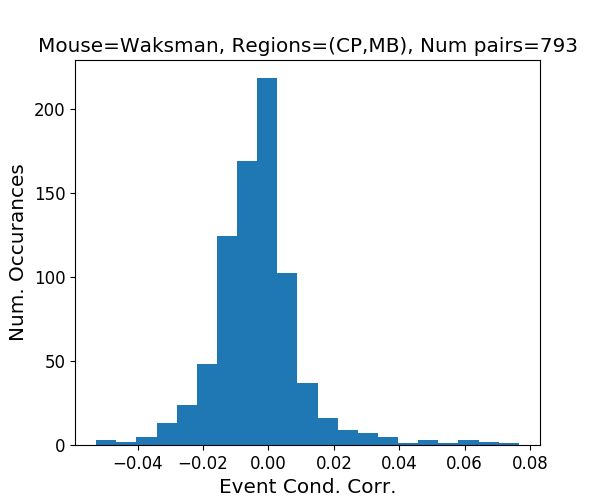 Mouse=Waksman, Regions=(CP,MB), Num pairs=793
Num. Occurances
200
150
100
50
0
−0.04 −0.02 0.00 0.02 0.04 0.06 0.08
Event Cond. Corr.